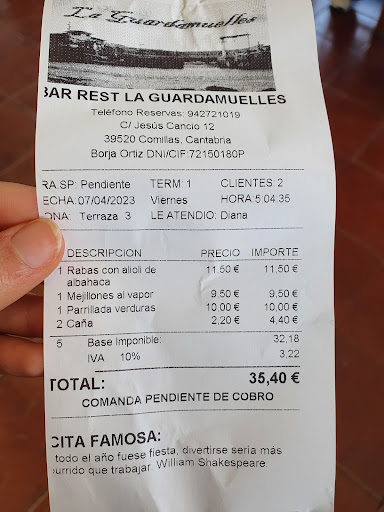 La Guardamuelles
BAR REST LA GUARDAMUELLES
Teléfono Reservas: 942721019
C/ Jesús Cancio 12
39520 Comillas, Cantabria
Borja Ortiz DNI/CIF:72150180P
RA.SP: Pendiente TERM: 1 CLIENTES: 2
ECHA: 07/04/2023 Viernes HORA: 5:04:35
ONA: Terraza 3 LE ATENDIO: Diana
DESCRIPCION PRECIO IMPORTE
1 Rabas con alioli de 11,50 € 11,50 €
albahaca
1 Mejillones al vapor 9,50 € 9,50 €
1 Parrillada verduras 10,00 € 10,00 €
2 Caña 2,20 € 4,40 €
5 Base Imponible: 32,18
IVA 10% 3,22
TOTAL: 35,40 €
COMANDA PENDIENTE DE COBRO
CITA FAMOSA:
todo el año fuese fiesta, divertirse seria más
urrido que trabajar. William Shakespeare.